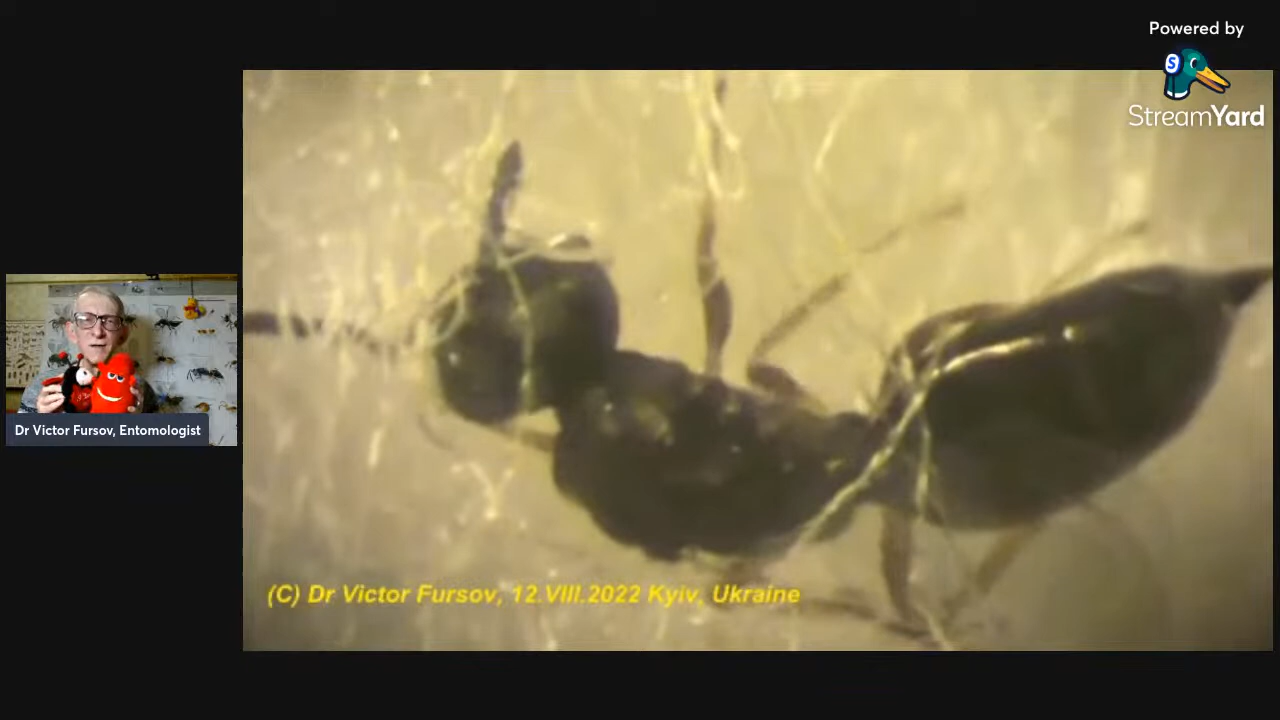 Powered by
S
StreamYard
Dr Victor Fursov, Entomologist
(C) Dr Victor Fursov, 12.VIII.2022 Kyiv, Ukraine